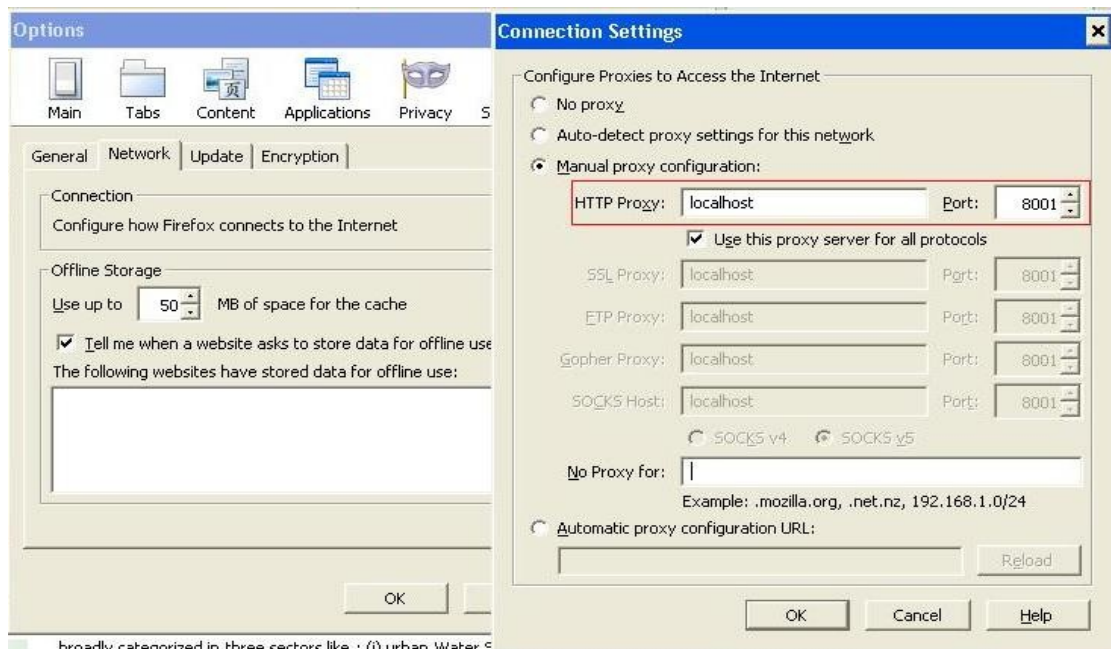 Options
Main Tabs Content Applications Privacy S
General Network Update Encryption
Connection
Configure how Firefox connects to the Internet
Offline Storage
Use up to 50 MB of space for the cache
Tell me when a website asks to store data for offline use
The following websites have stored data for offline use:
OK
Connection Settings
Configure Proxies to Access the Internet
No proxy
Auto-detect proxy settings for this network
Manual proxy configuration:
HTTP Proxy: localhost Port: 8001
Use this proxy server for all protocols
SSL Proxy: localhost Port: 8001
FTP Proxy: localhost Port: 8001
Gopher Proxy: localhost Port: 8001
SOCKS Host: localhost Port: 8001
SOCKS v4 SOCKS v5
No Proxy for:
Example: .mozilla.org, .net.nz, 192.168.1.0/24
Automatic proxy configuration URL:
Reload
OK Cancel Help
broadly categorized in three sectors like : (i) urban Water S